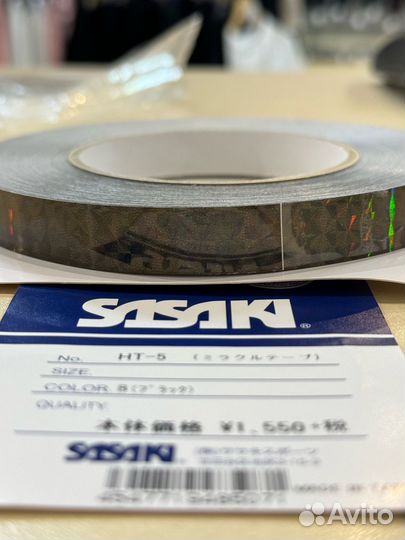 SASAKI®
No. HT-5 (ミラクルテープ)
SIZE.
COLOR. B(ブラック)
QUALITY.
本体価格 ¥1,550+税
SASAKI
Avito